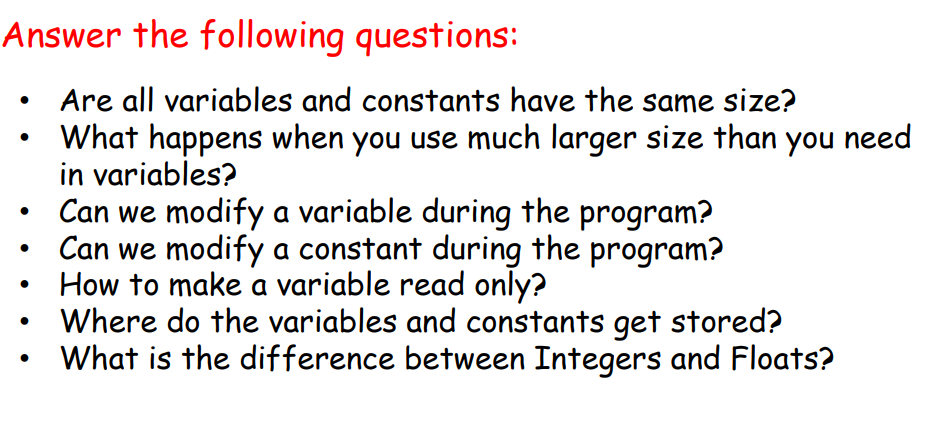 Answer the following questions:
• Are all variables and constants have the same size?
• What happens when you use much larger size than you need
in variables?
• Can we modify a variable during the program?
• Can we modify a constant during the program?
• How to make a variable read only?
• Where do the variables and constants get stored?
• What is the difference between Integers and Floats?